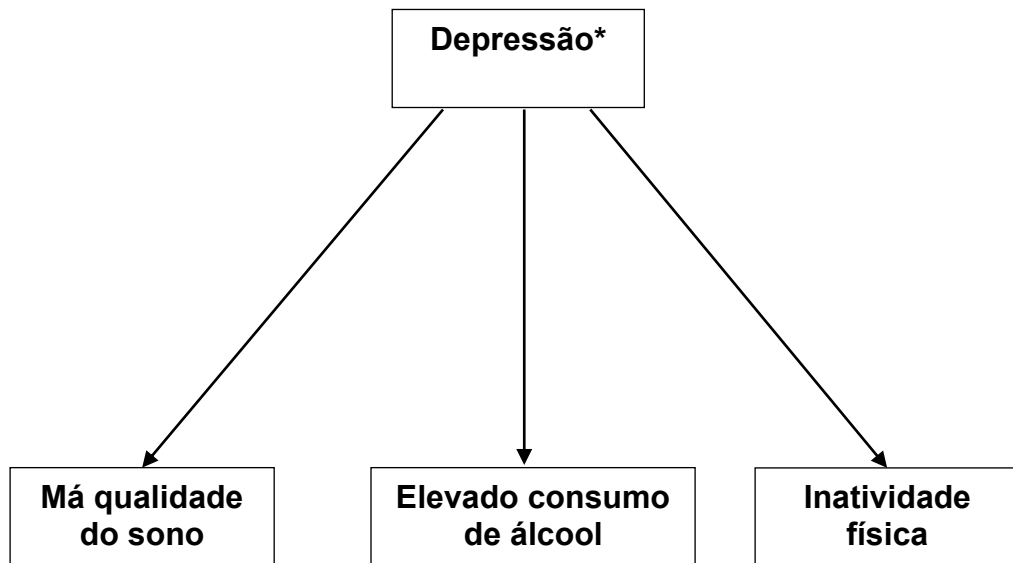 Depressão*
Má qualidade
do sono
Elevado consumo
de álcool
Inatividade
física